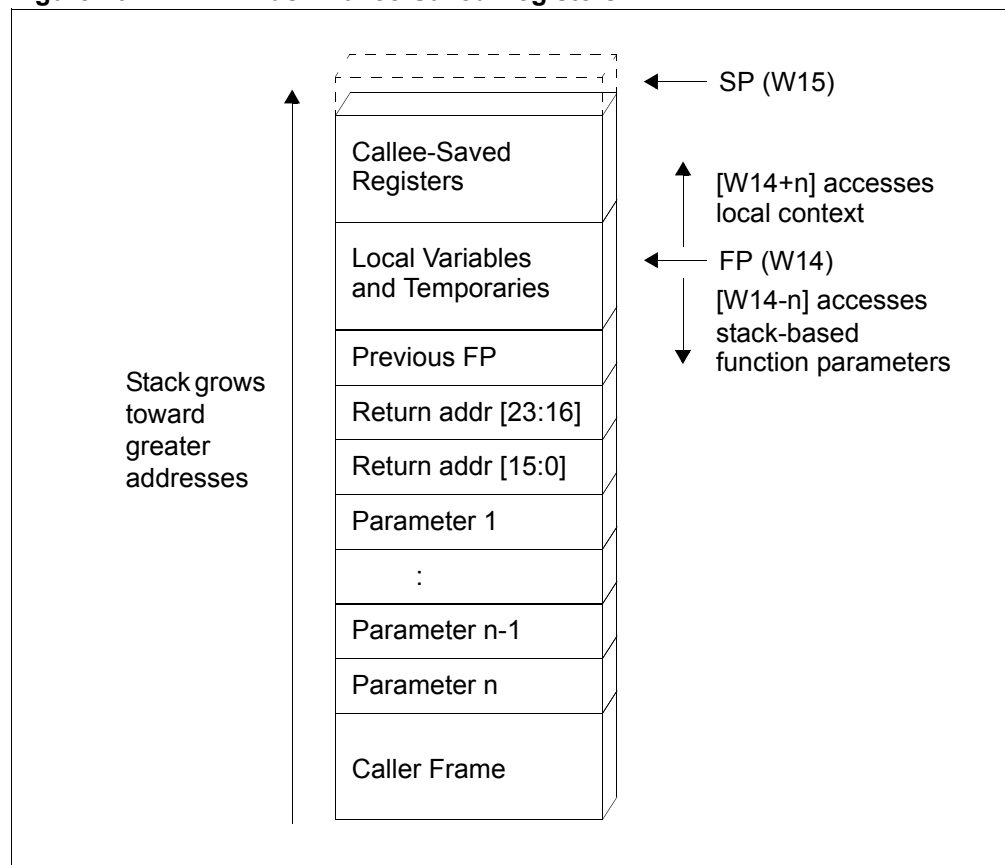 SP (W15)
Callee-Saved
Registers
[W14+n] accesses
local context
Local Variables
and Temporaries
FP (W14)
[W14-n] accesses
stack-based
function parameters
Previous FP
Stack grows
toward
greater
addresses
Return addr [23:16]
Return addr [15:0]
Parameter 1
:
Parameter n-1
Parameter n
Caller Frame